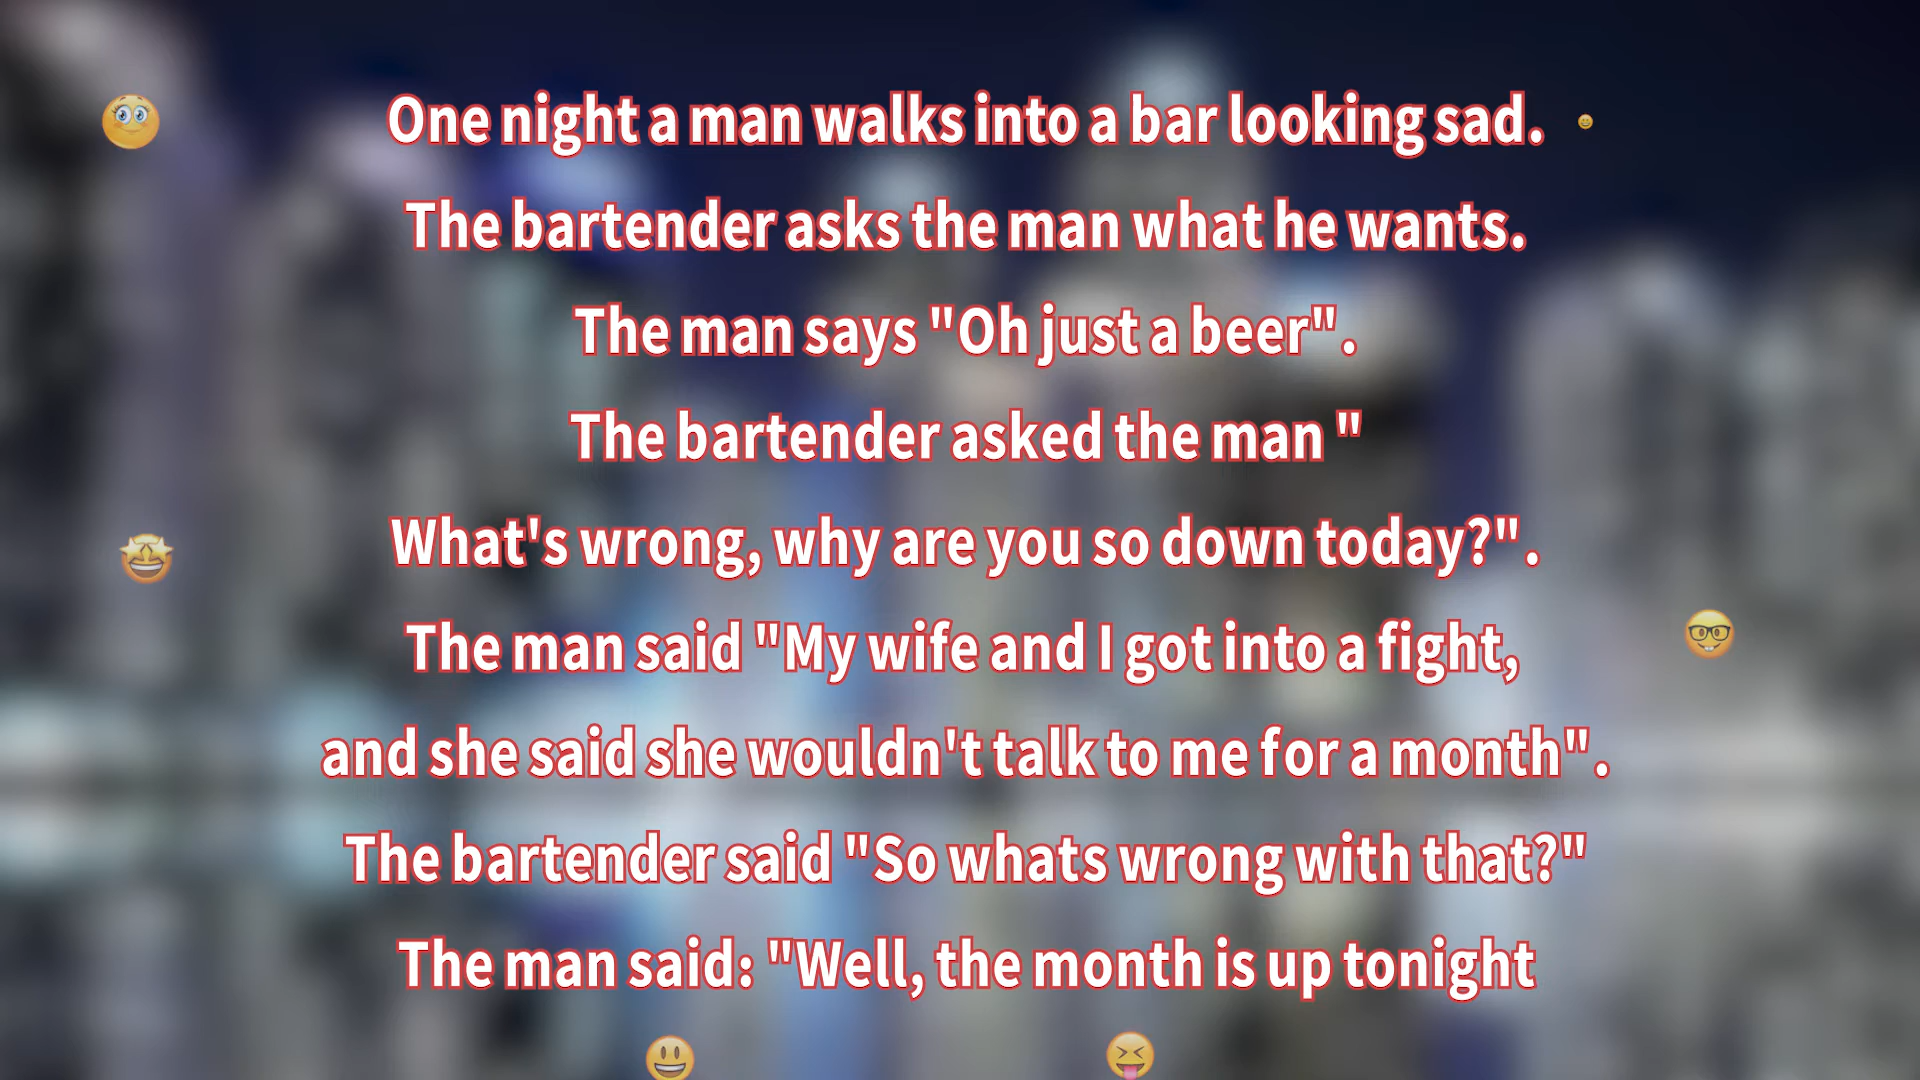 One night a man walks into a bar looking sad.
The bartender asks the man what he wants.
The man says "Oh just a beer".
The bartender asked the man "
What's wrong, why are you so down today?".
The man said "My wife and I got into a fight,
and she said she wouldn't talk to me for a month".
The bartender said "So whats wrong with that?"
The man said: "Well, the month is up tonight